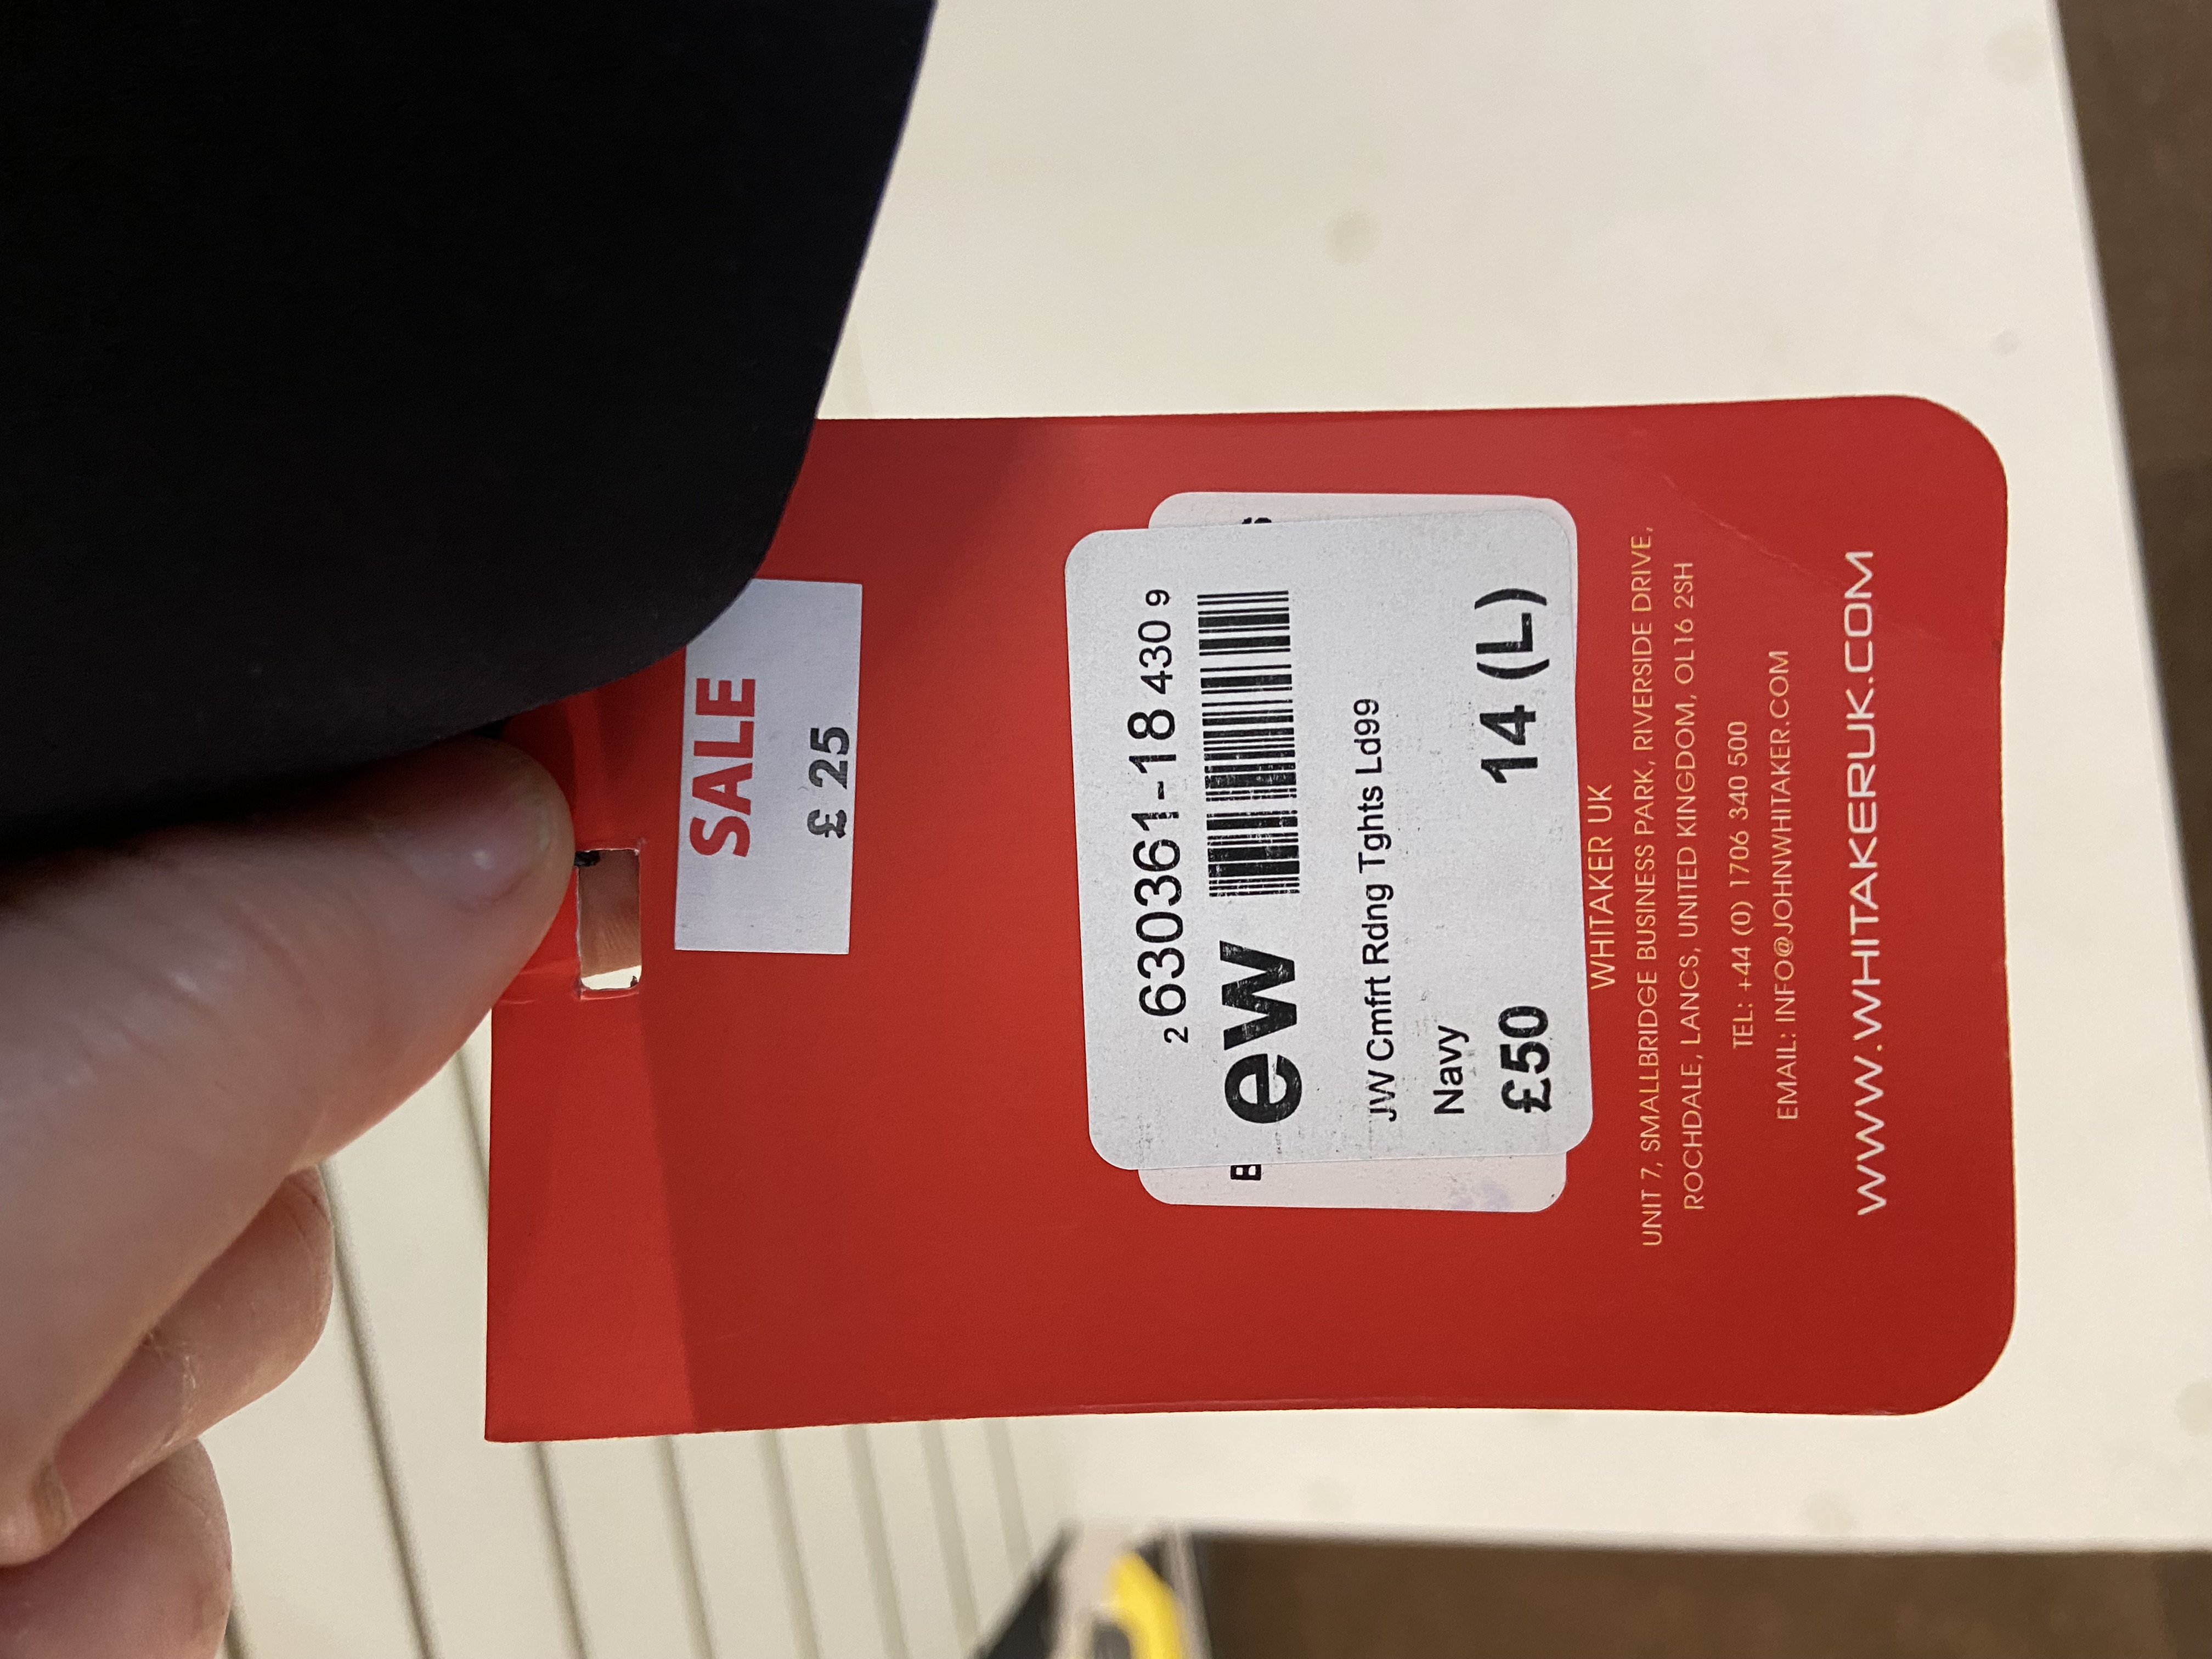 SALE
£ 25
2 630361-18 430 9
ew
JW Cmfrt Rdng Tghts Ld99
Navy
£50 14 (L)
WHITAKER UK
UNIT 7, SMALLBRIDGE BUSINESS PARK, RIVERSIDE DRIVE,
ROCHDALE, LANCS, UNITED KINGDOM, OL16 2SH
TEL: +44 (0) 1706 340 500
EMAIL: INFO@JOHNWHITAKER.COM
WWW.WHITAKERUK.COM